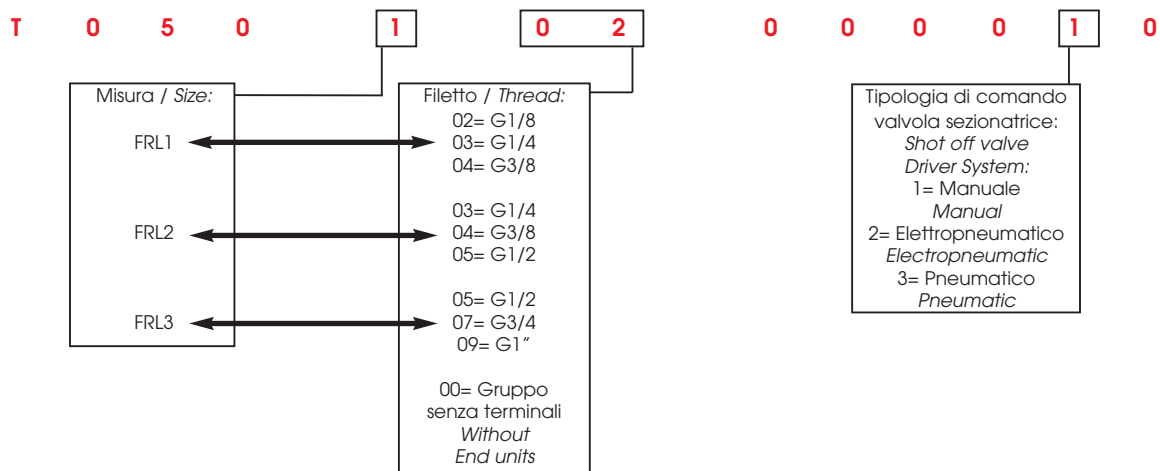 T 0 5 0 1 0 2 0 0 0 0 1 0
Misura / Size:
FRL1
FRL2
FRL3
Filetto / Thread:
02= G1/8
03= G1/4
04= G3/8
03= G1/4
04= G3/8
05= G1/2
05= G1/2
07= G3/4
09= G1"
00= Gruppo
senza terminali
Without
End units
Tipologia di comando
valvola sezionatrice:
Shot off valve
Driver System:
1= Manuale
Manual
2= Elettropneumatico
Electropneumatic
3= Pneumatico
Pneumatic